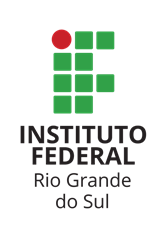 INSTITUTO
FEDERAL
Rio Grande
do Sul